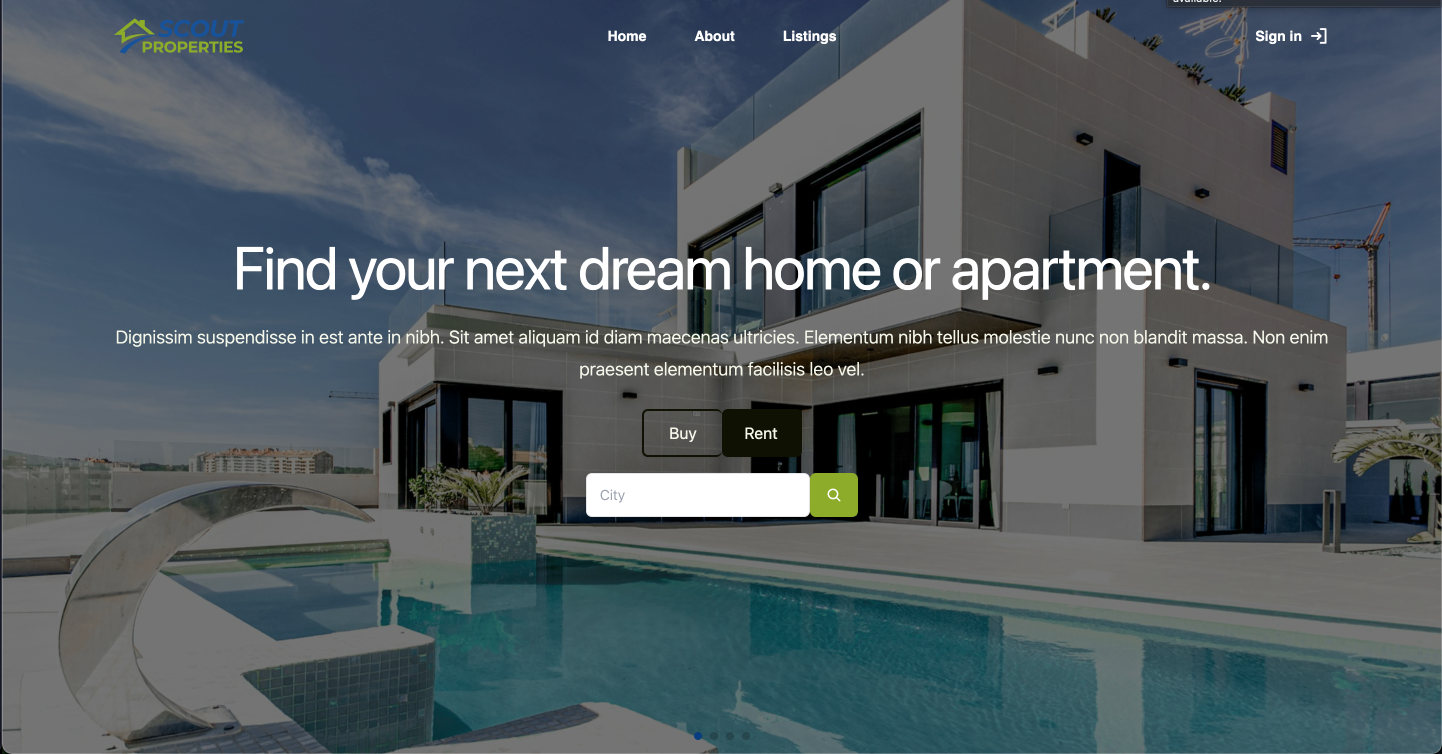 available.
SCOUT
PROPERTIES
Home About Listings
Sign in
Find your next dream home or apartment.
Dignissim suspendisse in est ante in nibh. Sit amet aliquam id diam maecenas ultricies. Elementum nibh tellus molestie nunc non blandit massa. Non enim
praesent elementum facilisis leo vel.
Buy Rent
City